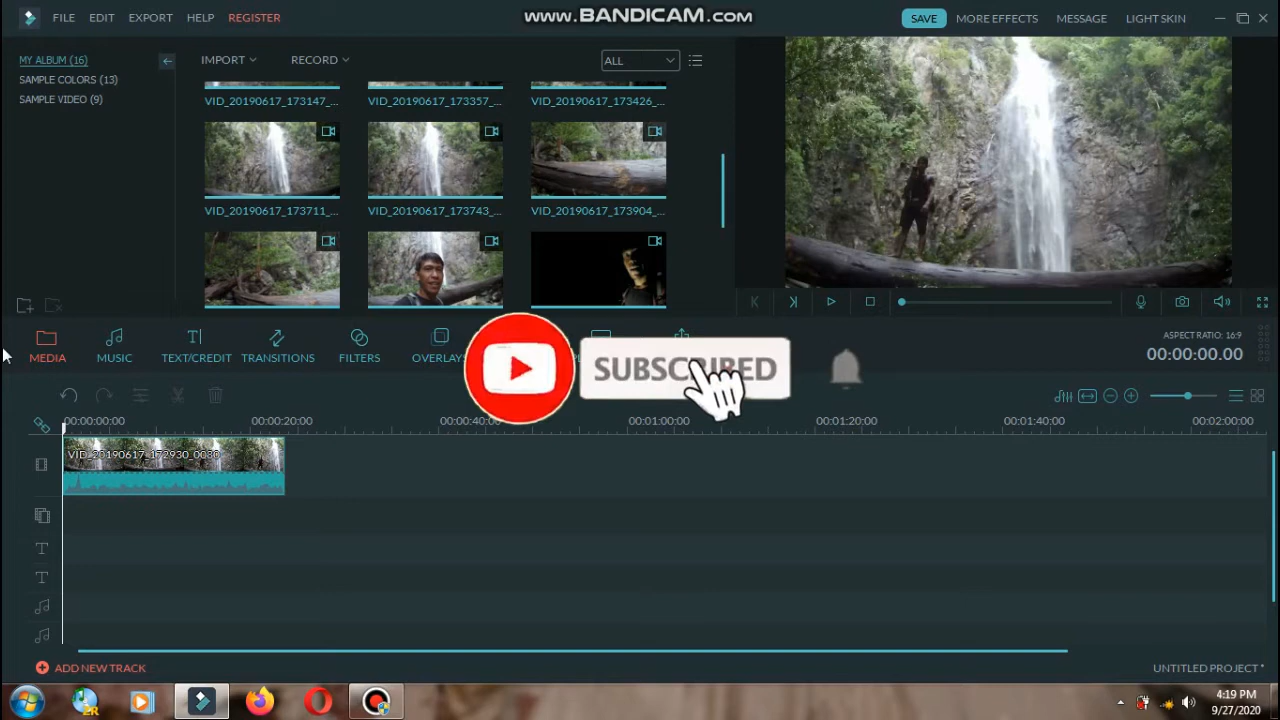 FILE EDIT EXPORT HELP REGISTER
www.BANDICAM.com
SAVE MORE EFFECTS MESSAGE LIGHT SKIN
MY ALBUM (16)
SAMPLE COLORS (13)
SAMPLE VIDEO (9)
IMPORT RECORD ALL
VID_20190617_173147_... VID_20190617_173357_... VID_20190617_173426_...
VID_20190617_173711_... VID_20190617_173743_... VID_20190617_173904_...
ASPECT RATIO: 16:9
00:00:00.00
MEDIA MUSIC TEXT/CREDIT TRANSITIONS FILTERS OVERLAYS
SUBSCRIBED
00:00:00:00 00:00:20:00 00:00:40:00 00:01:00:00 00:01:20:00 00:01:40:00 00:02:00:00
VID_20190617_172930_0080
ADD NEW TRACK
UNTITLED PROJECT *
4:19 PM
9/27/2020